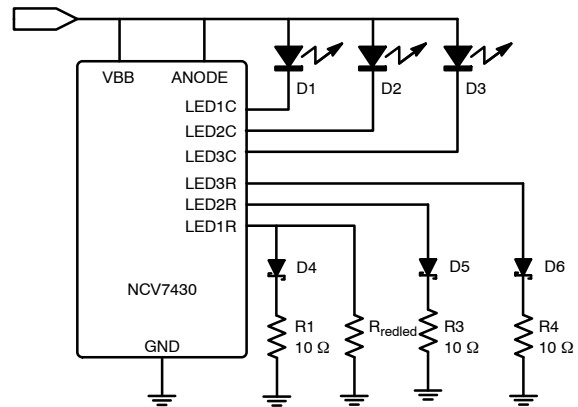 VBB
ANODE
D1
D2
D3
LED1C
LED2C
LED3C
LED3R
LED2R
LED1R
D4
D5
D6
NCV7430
R1
10 Ω
Rredled
R3
10 Ω
R4
10 Ω
GND